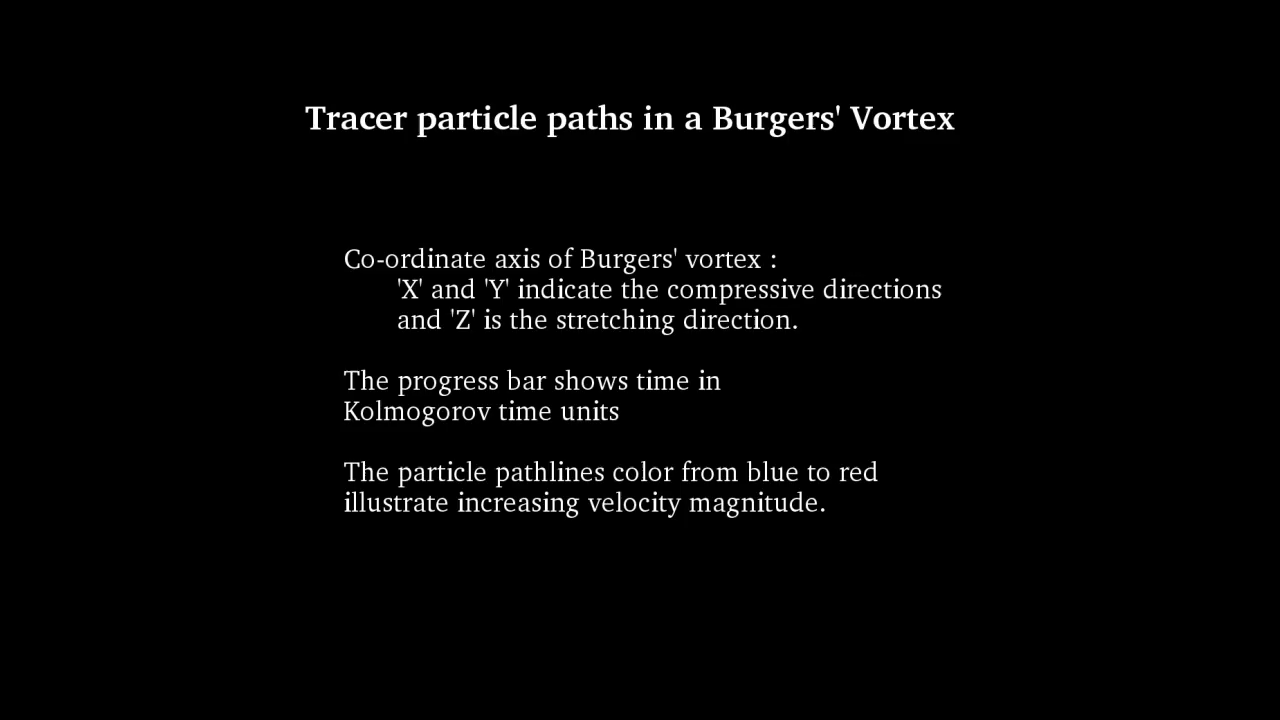 Tracer particle paths in a Burgers' Vortex
Co-ordinate axis of Burgers' vortex :
'X' and 'Y' indicate the compressive directions
and 'Z' is the stretching direction.
The progress bar shows time in
Kolmogorov time units
The particle pathlines color from blue to red
illustrate increasing velocity magnitude.